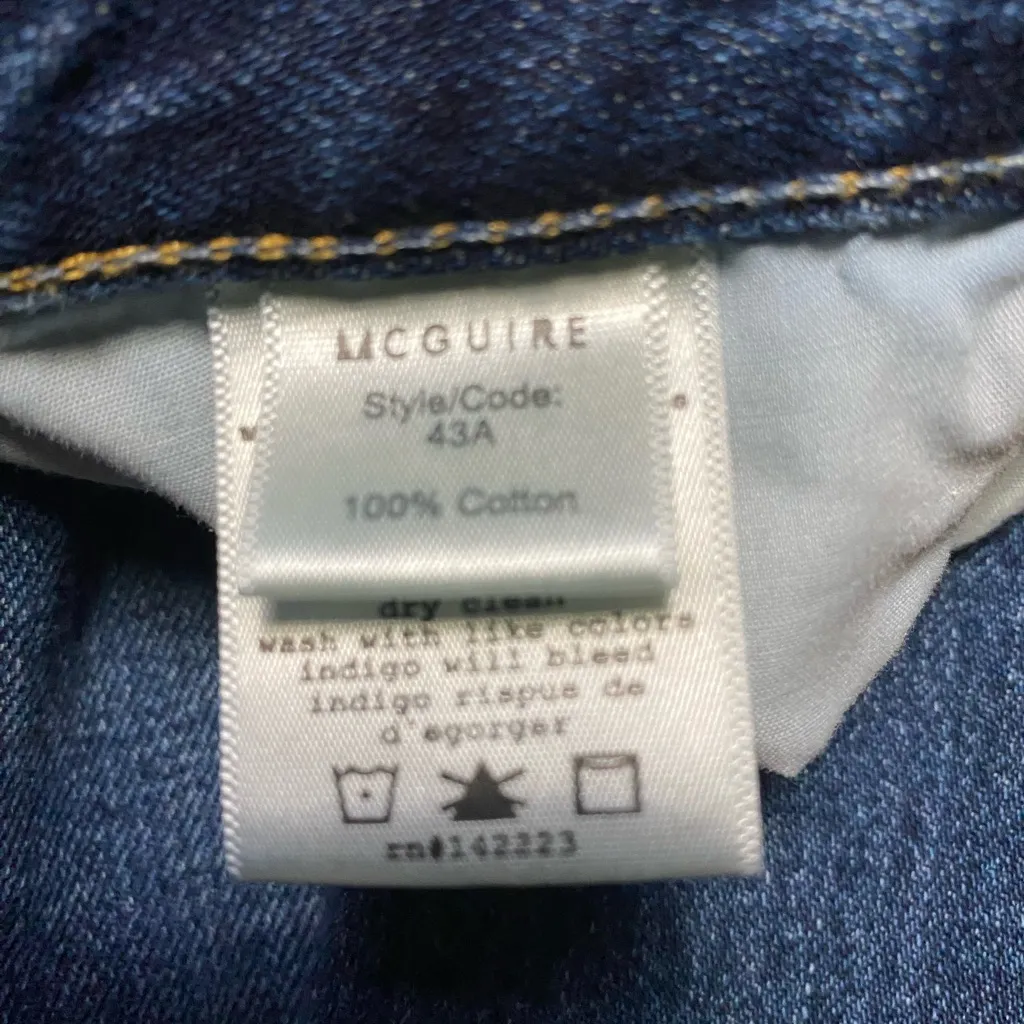 MCGUIRE
Style/Code:
43A
100% Cotton
dry clean
wash with like colors
indigo will bleed
indigo rispue de
d'egorger
rn#142223